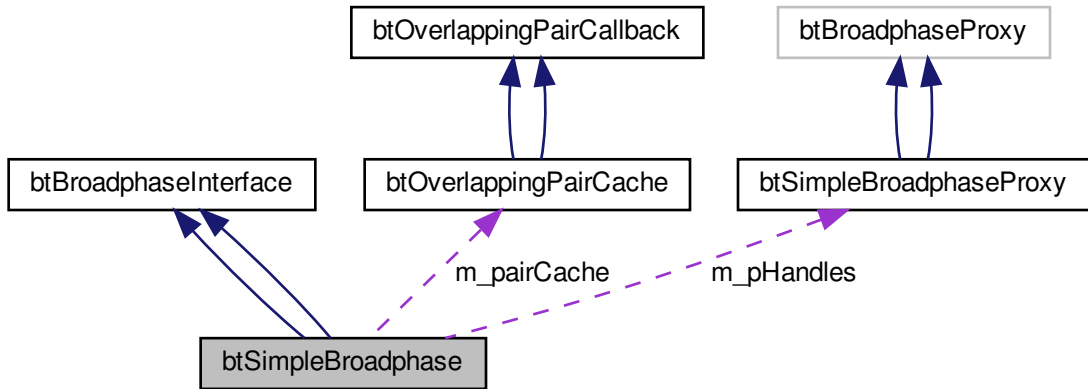 btOverlappingPairCallback
btBroadphaseProxy
btBroadphaseInterface
btOverlappingPairCache
btSimpleBroadphaseProxy
m_pairCache
m_pHandles
btSimpleBroadphase